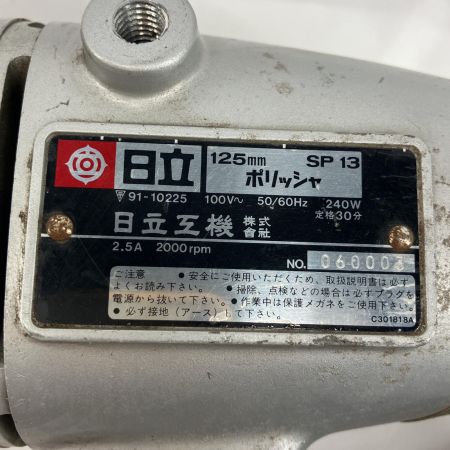 日立 125mm SP 13
ポリッシャ
〒91-10225 100V～ 50/60Hz 240W
定格30分
日立工機 株式會社
2.5A 2000rpm
NO. 060003
ご注意 ●安全にご使用いただくため、取扱説明書は必ず
よくお読み下さい。●掃除、点検などの場合は必ずプラグを
電源から抜いて下さい。●作業中は保護メガネをご使用下さい。
●必ず接地(アース)して下さい。
C301818A